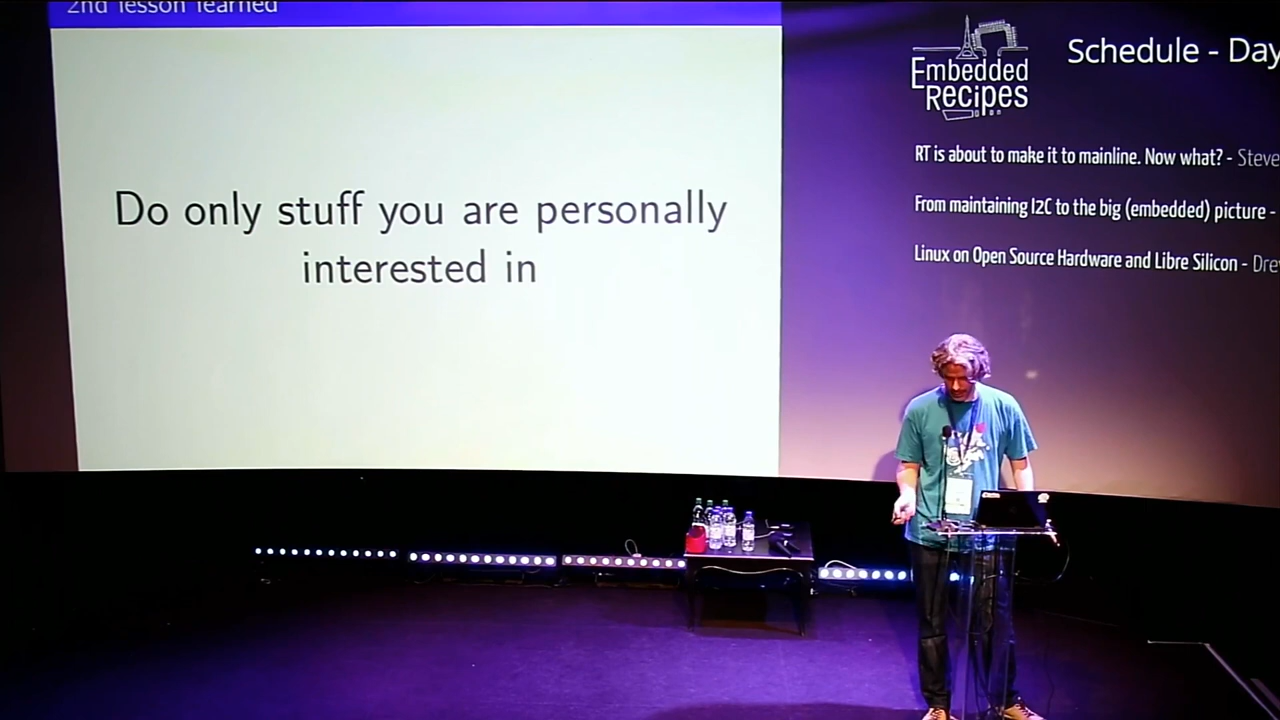 2nd lesson learned
Do only stuff you are personally
interested in
Embedded
Recipes
Schedule - Day
RT is about to make it to mainline. Now what? - Steve
From maintaining I2C to the big (embedded) picture -
Linux on Open Source Hardware and Libre Silicon - Dre